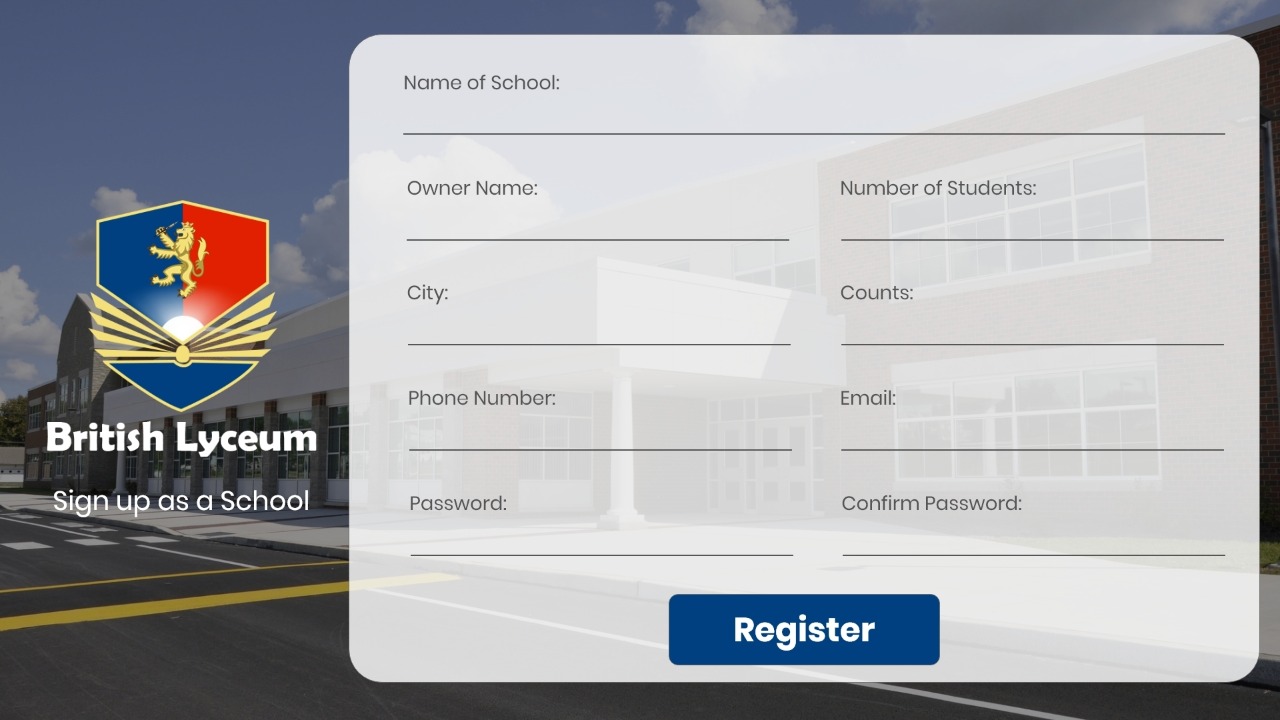 Name of School:
Owner Name:
Number of Students:
City:
Counts:
Phone Number:
Email:
Password:
Confirm Password:
Register
British Lyceum
Sign up as a School